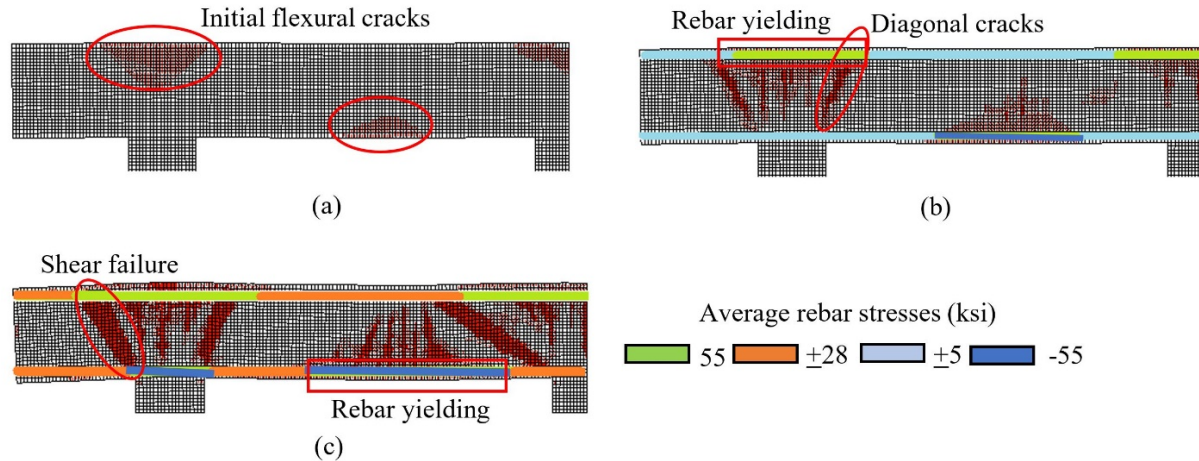 Initial flexural cracks
(a)
Rebar yielding
Diagonal cracks
(b)
Shear failure
Rebar yielding
(c)
Average rebar stresses (ksi)
55 ±28 ±5 -55